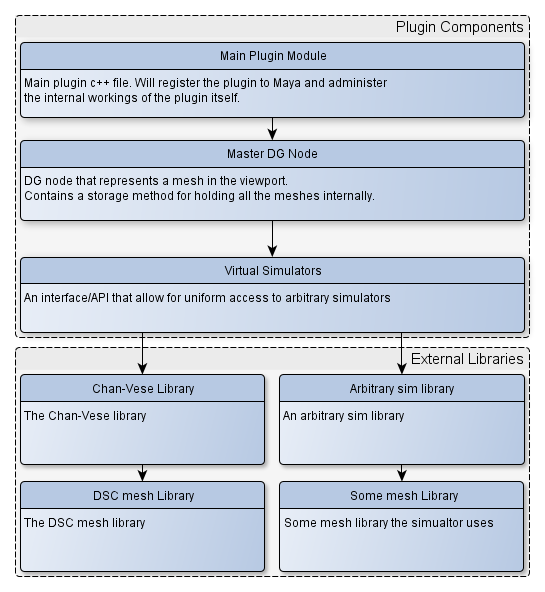 Plugin Components
Main Plugin Module
Main plugin c++ file. Will register the plugin to Maya and administer
the internal workings of the plugin itself.
Master DG Node
DG node that represents a mesh in the viewport.
Contains a storage method for holding all the meshes internally.
Virtual Simulators
An interface/API that allow for uniform access to arbitrary simulators
External Libraries
Chan-Vese Library
The Chan-Vese library
Arbitrary sim library
An arbitrary sim library
DSC mesh Library
The DSC mesh library
Some mesh Library
Some mesh library the simualtor uses